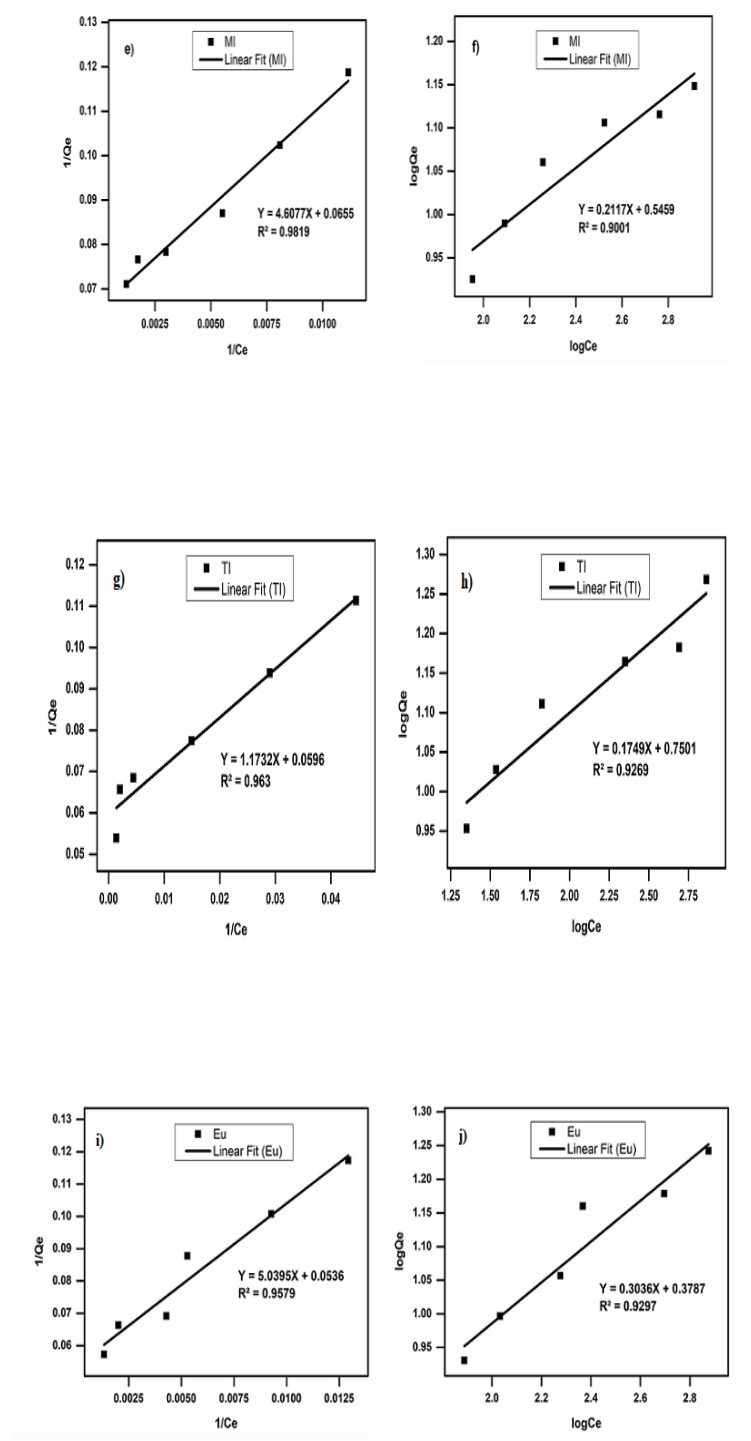 e)
MI
Linear Fit (MI)
0.13
0.12
0.11
0.10
0.09
0.08
0.07
1/Qe
Y = 4.6077X + 0.0655
R² = 0.9819
0.0025
0.0050
0.0075
0.0100
1/Ce
f)
MI
Linear Fit (MI)
1.20
1.15
1.10
1.05
1.00
0.95
logQe
Y = 0.2117X + 0.5459
R² = 0.9001
2.0
2.2
2.4
2.6
2.8
logCe
g)
TI
Linear Fit (TI)
0.12
0.11
0.10
0.09
0.08
0.07
0.06
0.05
1/Qe
Y = 1.1732X + 0.0596
R² = 0.963
0.00
0.01
0.02
0.03
0.04
1/Ce
h)
TI
Linear Fit (TI)
1.30
1.25
1.20
1.15
1.10
1.05
1.00
0.95
logQe
Y = 0.1749X + 0.7501
R² = 0.9269
1.25
1.50
1.75
2.00
2.25
2.50
2.75
logCe
i)
Eu
Linear Fit (Eu)
0.13
0.12
0.11
0.10
0.09
0.08
0.07
0.06
1/Qe
Y = 5.0395X + 0.0536
R² = 0.9579
0.0025
0.0050
0.0075
0.0100
0.0125
1/Ce
j)
Eu
Linear Fit (Eu)
1.30
1.25
1.20
1.15
1.10
1.05
1.00
0.95
logQe
Y = 0.3036X + 0.3787
R² = 0.9297
2.0
2.2
2.4
2.6
2.8
logCe